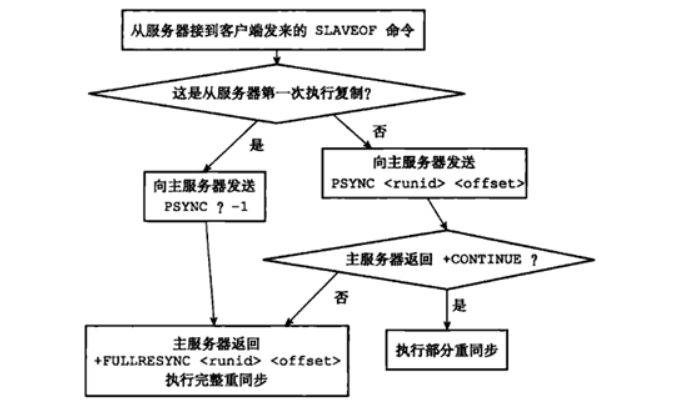 从服务器接到客户端发来的 SLAVEOF 命令
这是从服务器第一次执行复制?
是
否
向主服务器发送
PSYNC ? -1
向主服务器发送
PSYNC <runid> <offset>
主服务器返回 +CONTINUE ?
否
是
主服务器返回
+FULLRESYNC <runid> <offset>
执行完整重同步
执行部分重同步